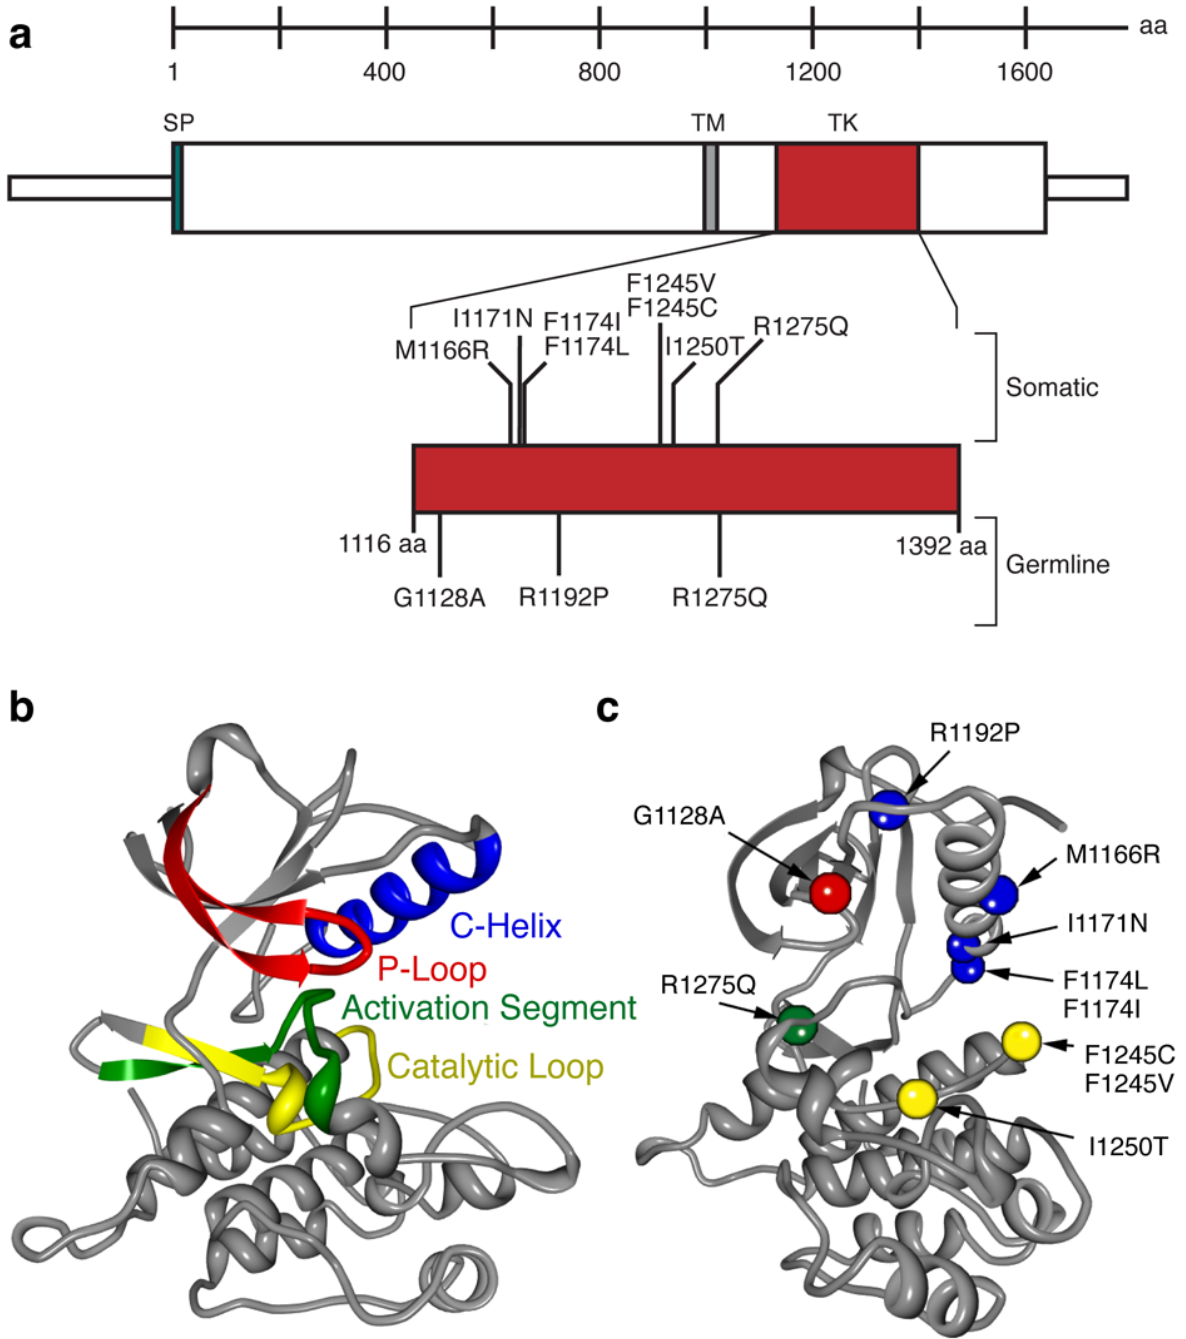 a
aa
1 400 800 1200 1600
SP TM TK
F1245V
F1245C
I1171N F1174I R1275Q
M1166R F1174L I1250T
Somatic
1116 aa 1392 aa
Germline
G1128A R1192P R1275Q
b
C-Helix
P-Loop
Activation Segment
Catalytic Loop
c
R1192P
G1128A
M1166R
I1171N
R1275Q
F1174L
F1174I
F1245C
F1245V
I1250T